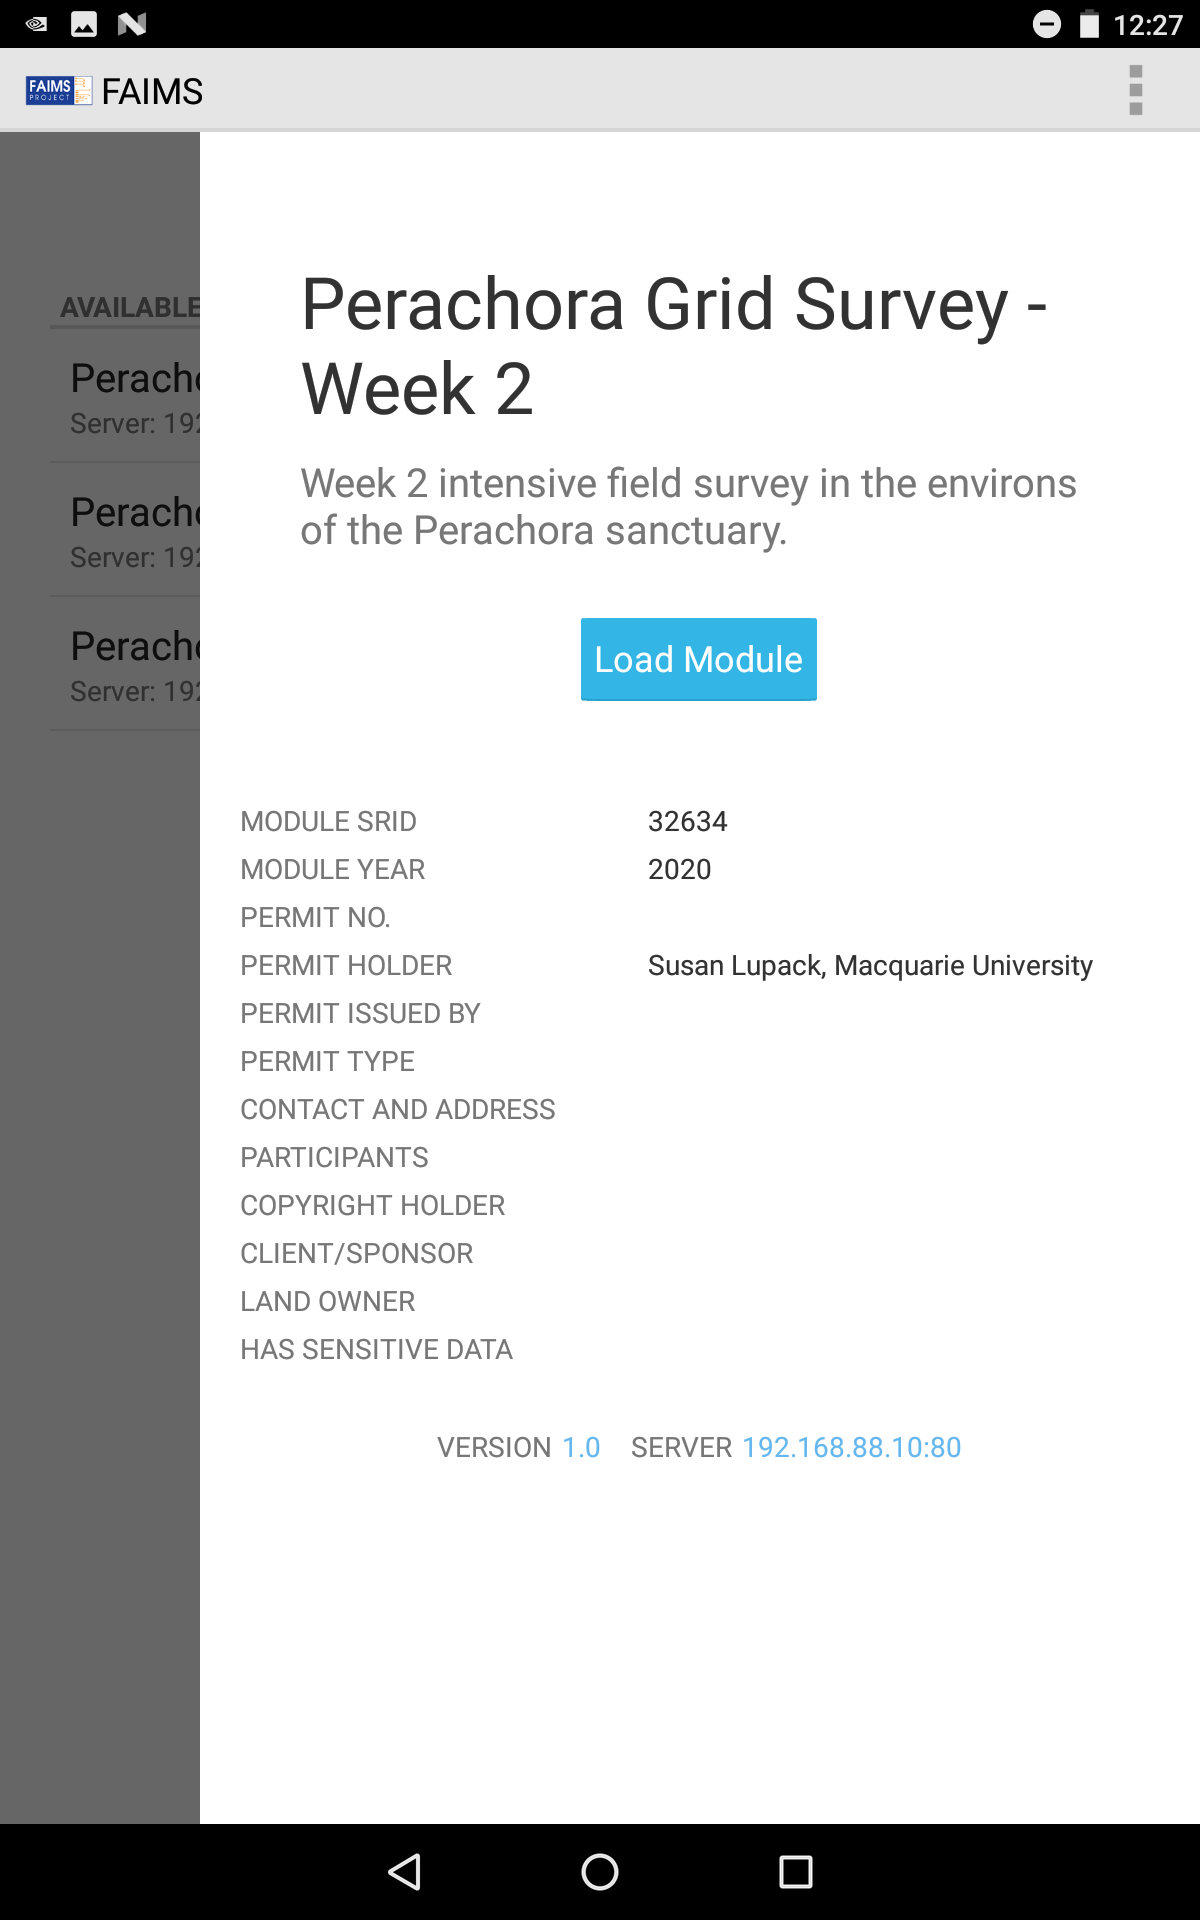 12:27
FAIMS
PROJECT
FAIMS
AVAILABLE
Peracho
Server: 192
Peracho
Server: 192
Peracho
Server: 192
Perachora Grid Survey -
Week 2
Week 2 intensive field survey in the environs
of the Perachora sanctuary.
Load Module
MODULE SRID 32634
MODULE YEAR 2020
PERMIT NO.
PERMIT HOLDER Susan Lupack, Macquarie University
PERMIT ISSUED BY
PERMIT TYPE
CONTACT AND ADDRESS
PARTICIPANTS
COPYRIGHT HOLDER
CLIENT/SPONSOR
LAND OWNER
HAS SENSITIVE DATA
VERSION 1.0 SERVER 192.168.88.10:80